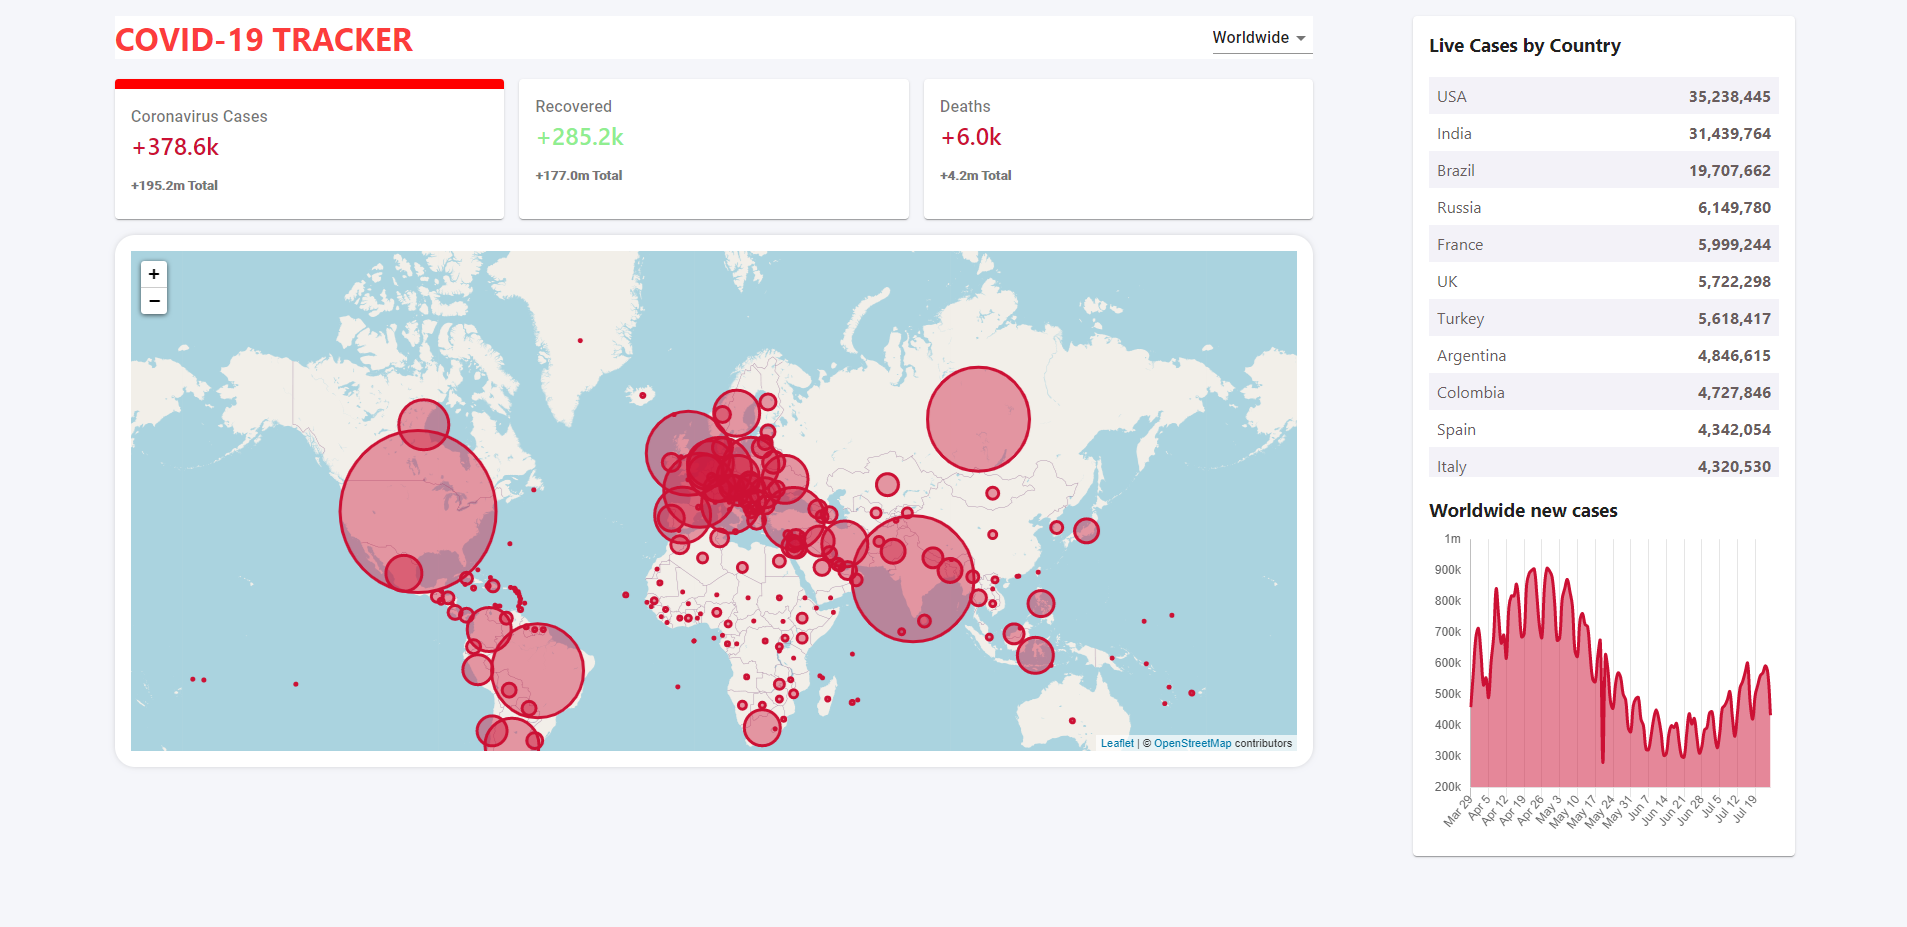 COVID-19 TRACKER
Worldwide
Coronavirus Cases
+378.6k
+195.2m Total
Recovered
+285.2k
+177.0m Total
Deaths
+6.0k
+4.2m Total
+
−
Leaflet | © OpenStreetMap contributors
Live Cases by Country
USA 35,238,445
India 31,439,764
Brazil 19,707,662
Russia 6,149,780
France 5,999,244
UK 5,722,298
Turkey 5,618,417
Argentina 4,846,615
Colombia 4,727,846
Spain 4,342,054
Italy 4,320,530
Worldwide new cases
1m
900k
800k
700k
600k
500k
400k
300k
200k
Mar 29 Apr 5 Apr 12 Apr 19 Apr 26 May 3 May 10 May 17 May 24 May 31 Jun 7 Jun 14 Jun 21 Jun 28 Jul 5 Jul 12 Jul 19